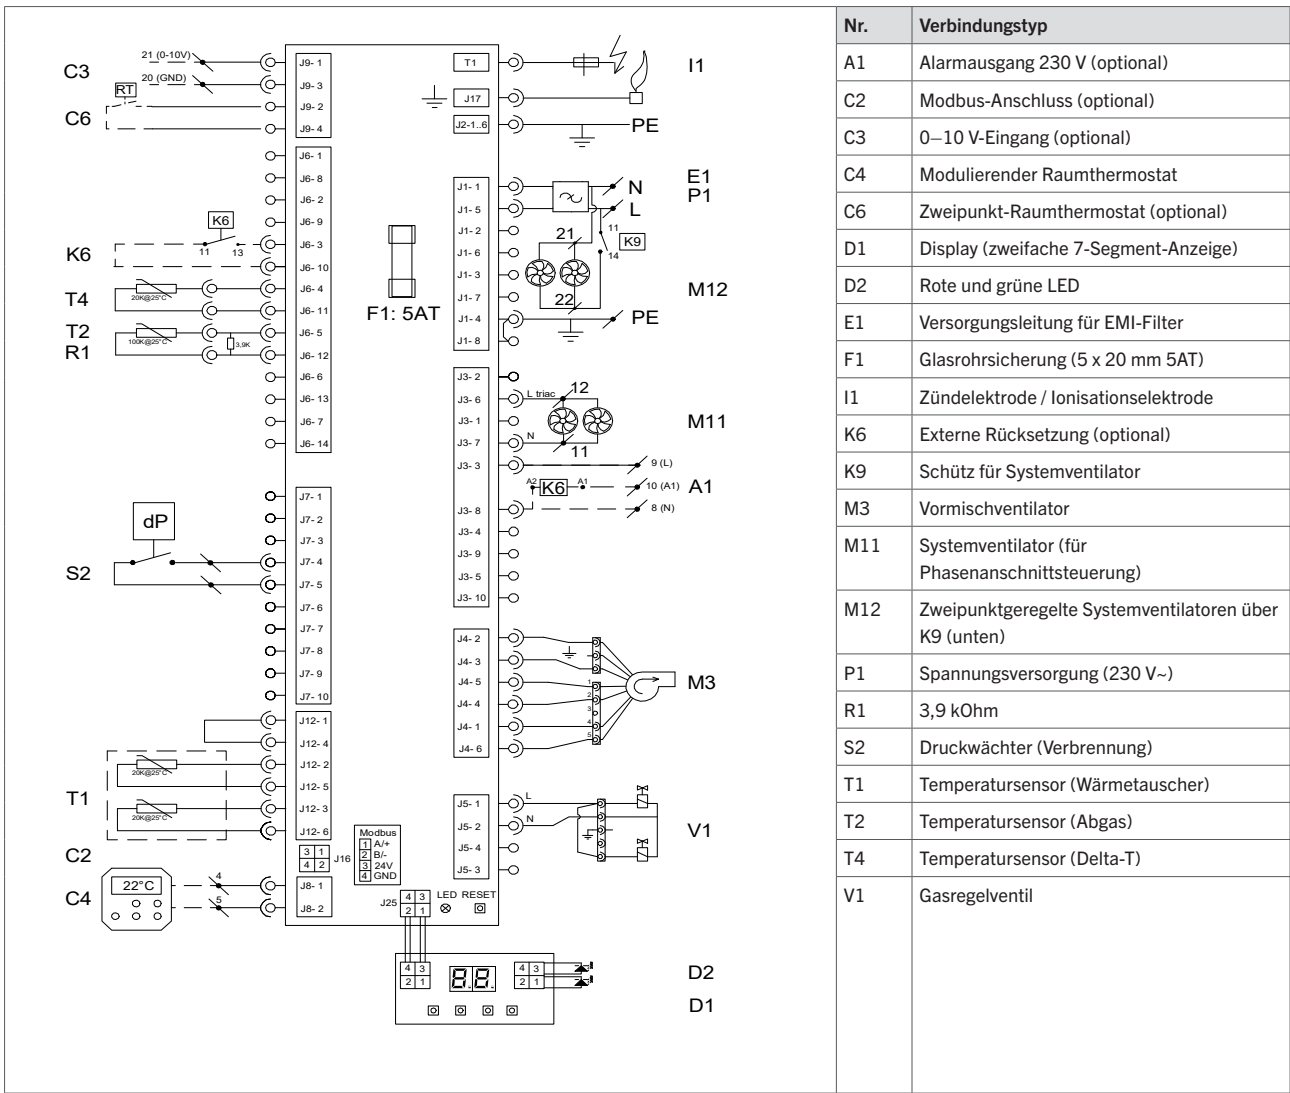 C3
21 (0-10V)
20 (GND)
RT
C6
J9- 1
J9- 3
J9- 2
J9- 4
J6- 1
J6- 8
J6- 2
J6- 9
J6- 3
J6- 10
J6- 4
J6- 11
J6- 5
J6- 12
J6- 6
J6- 13
J6- 7
J6- 14
K6
K6
11
13
T4
20K@25°C
T2
R1
100K@25°C
3,9K
J7- 1
J7- 2
J7- 3
J7- 4
J7- 5
J7- 6
J7- 7
J7- 8
J7- 9
J7- 10
dP
S2
J12- 1
J12- 4
J12- 2
J12- 5
J12- 3
J12- 6
T1
20K@25°C
20K@25°C
C2
C4
22°C
4
5
J8- 1
J8- 2
3 1
4 2
J16
Modbus
1 A/+
2 B/-
3 24V
4 GND
J25
4 3
2 1
LED RESET
F1: 5AT
T1
J17
J2-1..6
I1
PE
J1- 1
J1- 5
J1- 2
J1- 6
J1- 3
J1- 7
J1- 4
J1- 8
N
L
E1
P1
21
22
11
14
K9
M12
PE
J3- 2
J3- 6
J3- 1
J3- 7
J3- 3
J3- 8
J3- 4
J3- 9
J3- 5
J3- 10
L triac
12
N
11
M11
9 (L)
A2
K6
A1
10 (A1)
8 (N)
A1
J4- 2
J4- 3
J4- 5
J4- 4
J4- 1
J4- 6
1
2
3
4
5
M3
J5- 1
J5- 2
J5- 4
J5- 3
L
N
V1
4 3
2 1
8.8.
4 3
2 1
D2
D1
Nr. Verbindungstyp
A1 Alarmausgang 230 V (optional)
C2 Modbus-Anschluss (optional)
C3 0–10 V-Eingang (optional)
C4 Modulierender Raumthermostat
C6 Zweipunkt-Raumthermostat (optional)
D1 Display (zweifache 7-Segment-Anzeige)
D2 Rote und grüne LED
E1 Versorgungsleitung für EMI-Filter
F1 Glasrohrsicherung (5 x 20 mm 5AT)
I1 Zündelektrode / Ionisationselektrode
K6 Externe Rücksetzung (optional)
K9 Schütz für Systemventilator
M3 Vormischventilator
M11 Systemventilator (für
Phasenanschnittsteuerung)
M12 Zweipunktgeregelte Systemventilatoren über
K9 (unten)
P1 Spannungsversorgung (230 V~)
R1 3,9 kOhm
S2 Druckwächter (Verbrennung)
T1 Temperatursensor (Wärmetauscher)
T2 Temperatursensor (Abgas)
T4 Temperatursensor (Delta-T)
V1 Gasregelventil